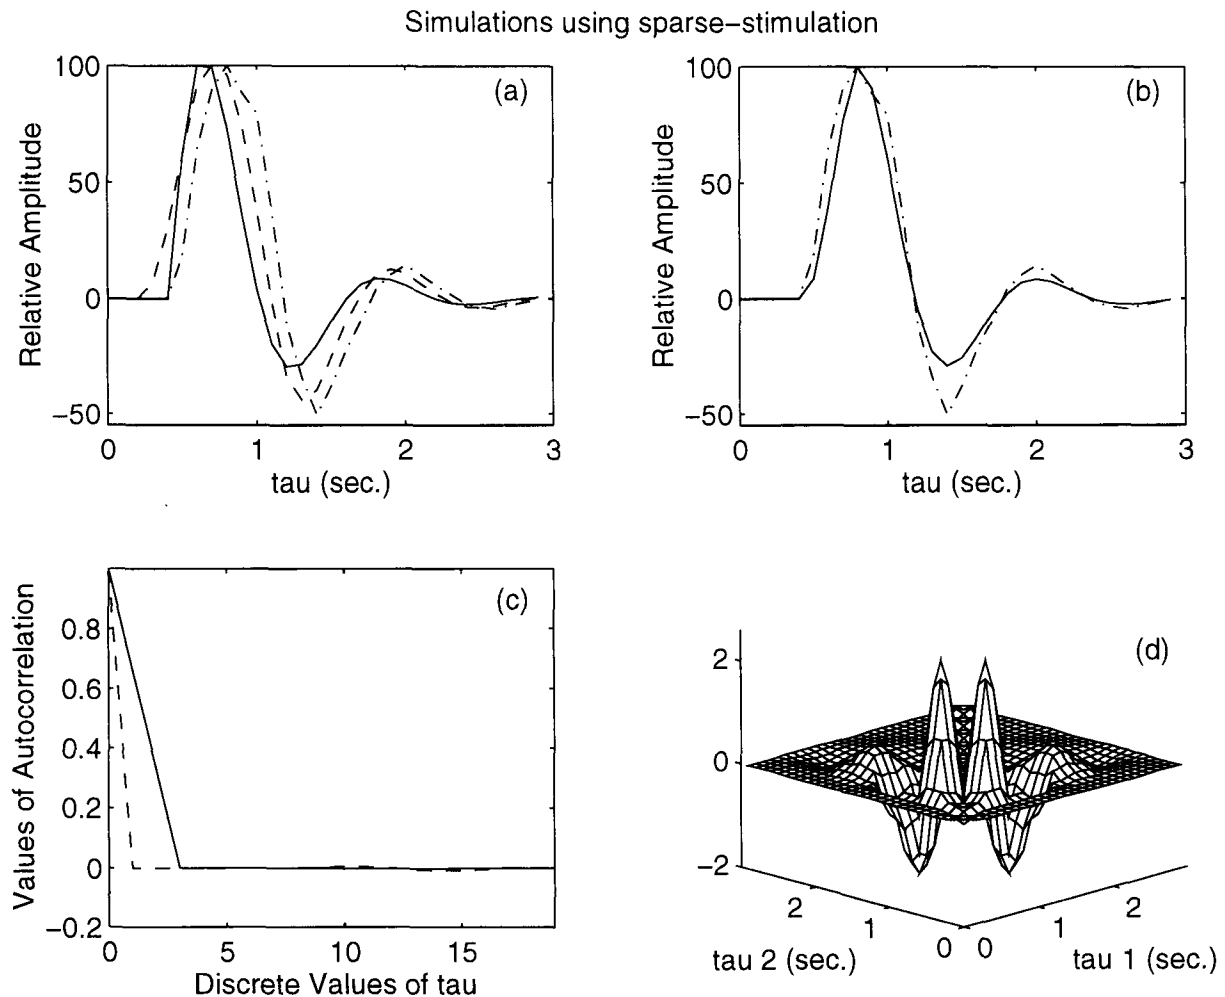 Simulations using sparse-stimulation
(a)
100
50
0
−50
Relative Amplitude
0 1 2 3
tau (sec.)
(b)
100
50
0
−50
Relative Amplitude
0 1 2 3
tau (sec.)
(c)
0.8
0.6
0.4
0.2
0
−0.2
Values of Autocorrelation
0 5 10 15
Discrete Values of tau
(d)
2
0
−2
2 1 0 0 1 2
tau 2 (sec.) tau 1 (sec.)